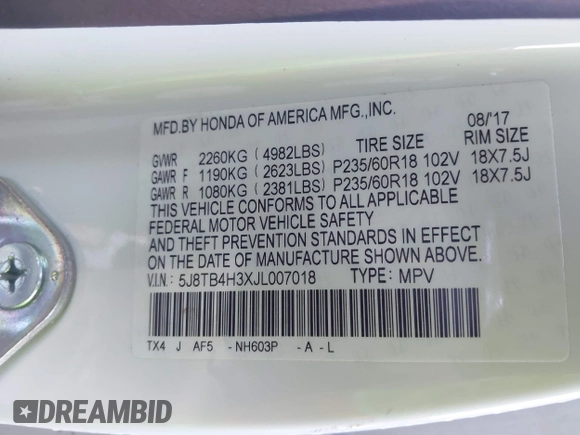 MFD.BY HONDA OF AMERICA MFG.,INC. 08/'17
TIRE SIZE RIM SIZE
GVWR 2260KG (4982LBS)
GAWR F 1190KG (2623LBS) P235/60R18 102V 18X7.5J
GAWR R 1080KG (2381LBS) P235/60R18 102V 18X7.5J
THIS VEHICLE CONFORMS TO ALL APPLICABLE
FEDERAL MOTOR VEHICLE SAFETY
AND THEFT PREVENTION STANDARDS IN EFFECT
ON THE DATE OF MANUFACTURE SHOWN ABOVE.
V.I.N.: 5J8TB4H3XJL007018 TYPE: MPV
TX4 J AF5 -NH603P -A-L
DREAMBID